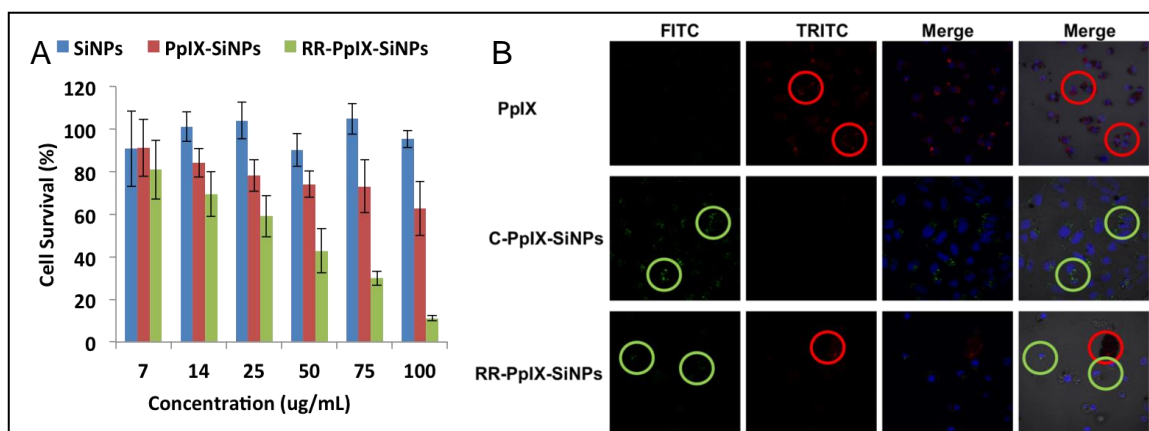 A
SiNPs PpIX-SiNPs RR-PpIX-SiNPs
120
100
80
60
40
20
0
Cell Survival (%)
7 14 25 50 75 100
Concentration (ug/mL)
B
FITC TRITC Merge Merge
PpIX
C-PpIX-SiNPs
RR-PpIX-SiNPs